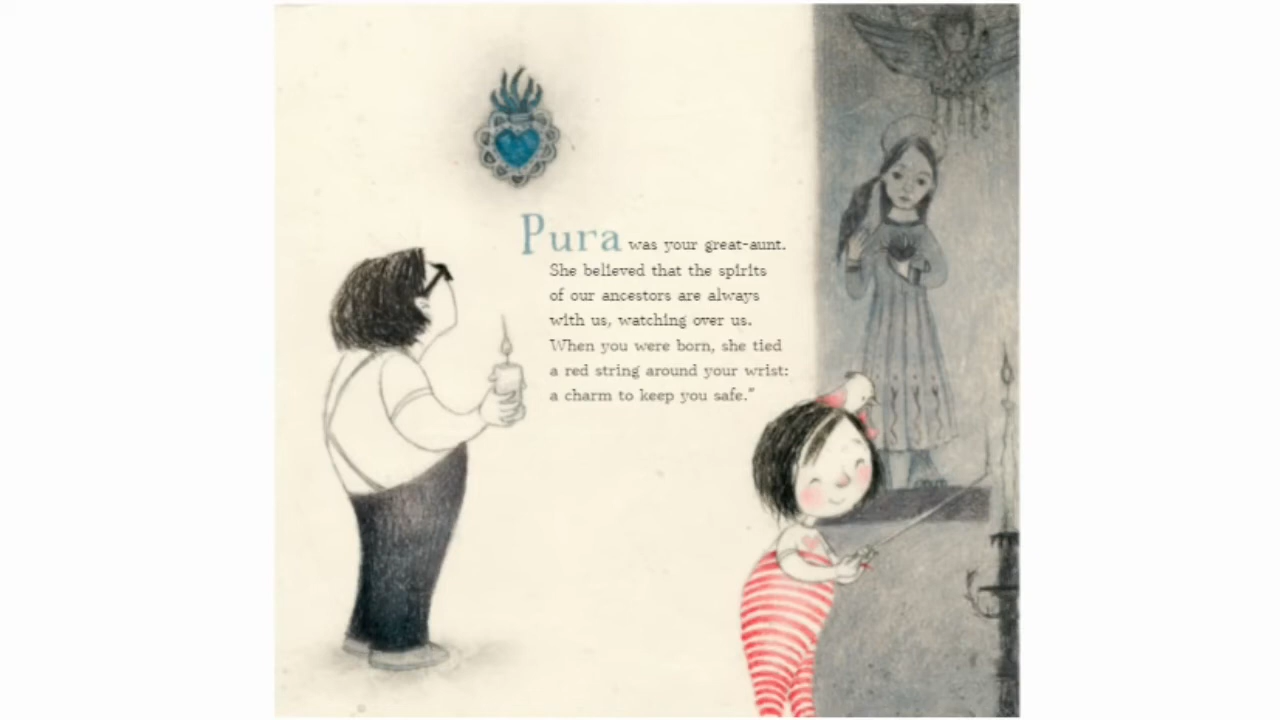 Pura was your great-aunt.
She believed that the spirits
of our ancestors are always
with us, watching over us.
When you were born, she tied
a red string around your wrist:
a charm to keep you safe."